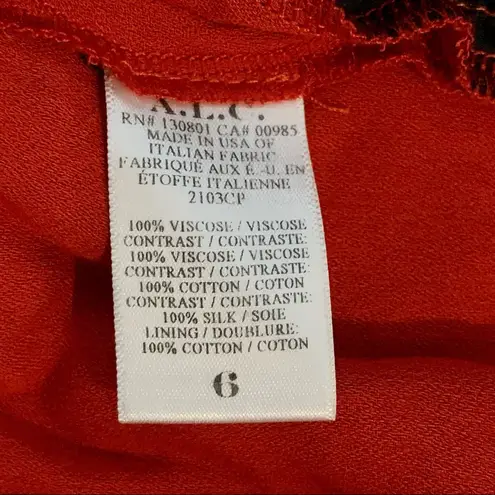 A.L.C.
RN# 130801 CA# 00985
MADE IN USA OF
ITALIAN FABRIC
FABRIQUÉ AUX É.-U. EN
ÉTOFFE ITALIENNE
2103CP
100% VISCOSE / VISCOSE
CONTRAST / CONTRASTE:
100% VISCOSE / VISCOSE
CONTRAST / CONTRASTE:
100% COTTON / COTON
CONTRAST / CONTRASTE:
100% SILK / SOIE
LINING / DOUBLURE:
100% COTTON / COTON
6